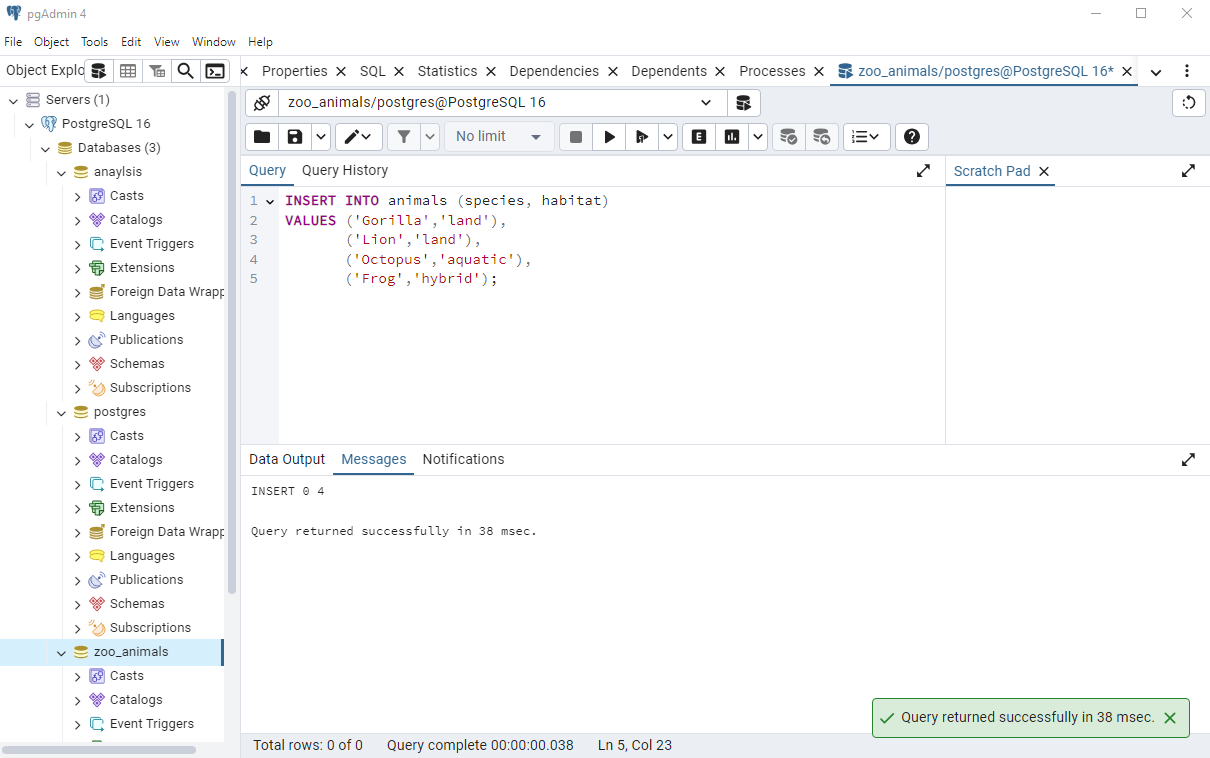 pgAdmin 4
File Object Tools Edit View Window Help
Object Explo
Properties SQL Statistics Dependencies Dependents Processes zoo_animals/postgres@PostgreSQL 16*
Servers (1)
PostgreSQL 16
Databases (3)
anaylsis
Casts
Catalogs
Event Triggers
Extensions
Foreign Data Wrapp
Languages
Publications
Schemas
Subscriptions
postgres
Casts
Catalogs
Event Triggers
Extensions
Foreign Data Wrapp
Languages
Publications
Schemas
Subscriptions
zoo_animals
Casts
Catalogs
Event Triggers
zoo_animals/postgres@PostgreSQL 16
No limit
E
Query Query History
Scratch Pad
1 INSERT INTO animals (species, habitat)
2 VALUES ('Gorilla','land'),
3 ('Lion','land'),
4 ('Octopus','aquatic'),
5 ('Frog','hybrid');
Data Output Messages Notifications
INSERT 0 4
Query returned successfully in 38 msec.
Query returned successfully in 38 msec.
Total rows: 0 of 0 Query complete 00:00:00.038 Ln 5, Col 23